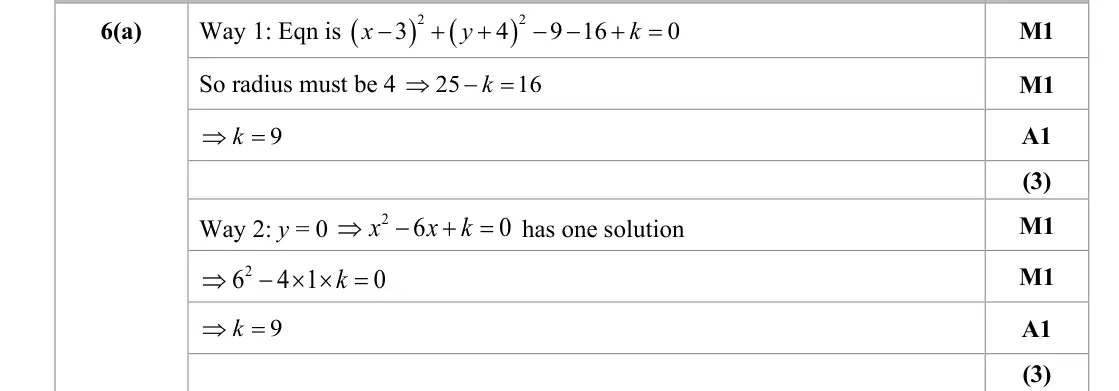 6(a) Way 1: Eqn is (x − 3)² + (y + 4)² − 9 − 16 + k = 0 M1
So radius must be 4 ⇒ 25 − k = 16 M1
⇒ k = 9 A1
(3)
Way 2: y = 0 ⇒ x² − 6x + k = 0 has one solution M1
⇒ 6² − 4×1×k = 0 M1
⇒ k = 9 A1
(3)